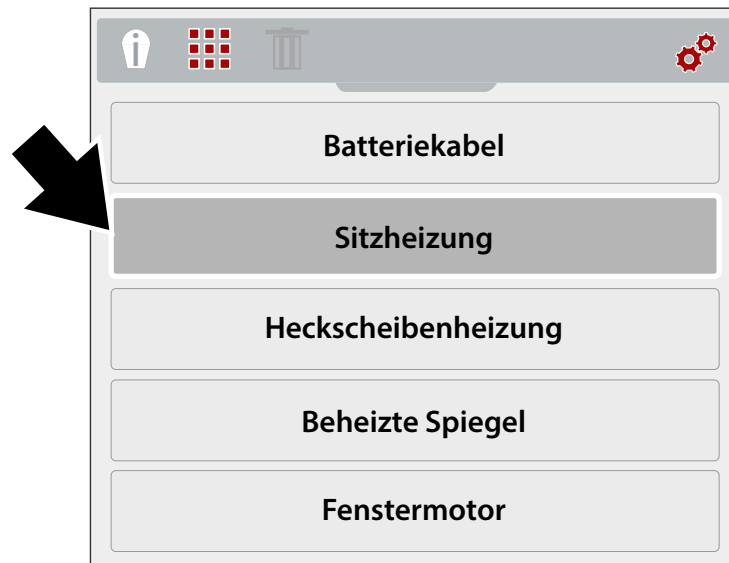 Batteriekabel
Sitzheizung
Heckscheibenheizung
Beheizte Spiegel
Fenstermotor